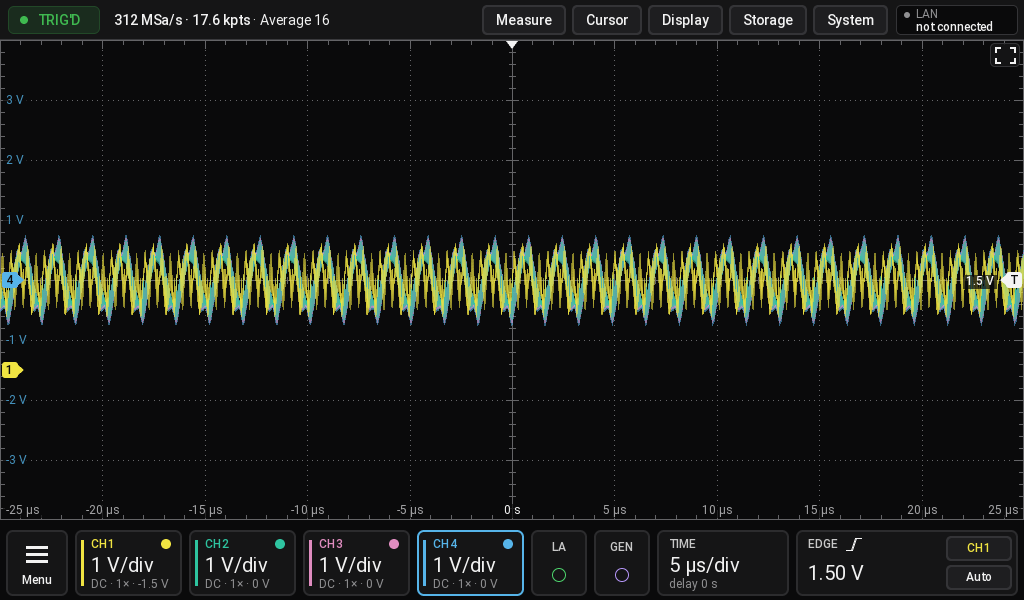 TRIG'D
312 MSa/s · 17.6 kpts · Average 16
Measure
Cursor
Display
Storage
System
LAN
not connected
3 V
2 V
1 V
4
1.5 V
T
-1 V
1
-2 V
-3 V
-25 µs
-20 µs
-15 µs
-10 µs
-5 µs
0 s
5 µs
10 µs
15 µs
20 µs
25 µs
Menu
CH1
1 V/div
DC · 1× · -1.5 V
CH2
1 V/div
DC · 1× · 0 V
CH3
1 V/div
DC · 1× · 0 V
CH4
1 V/div
DC · 1× · 0 V
LA
GEN
TIME
5 µs/div
delay 0 s
EDGE
1.50 V
CH1
Auto